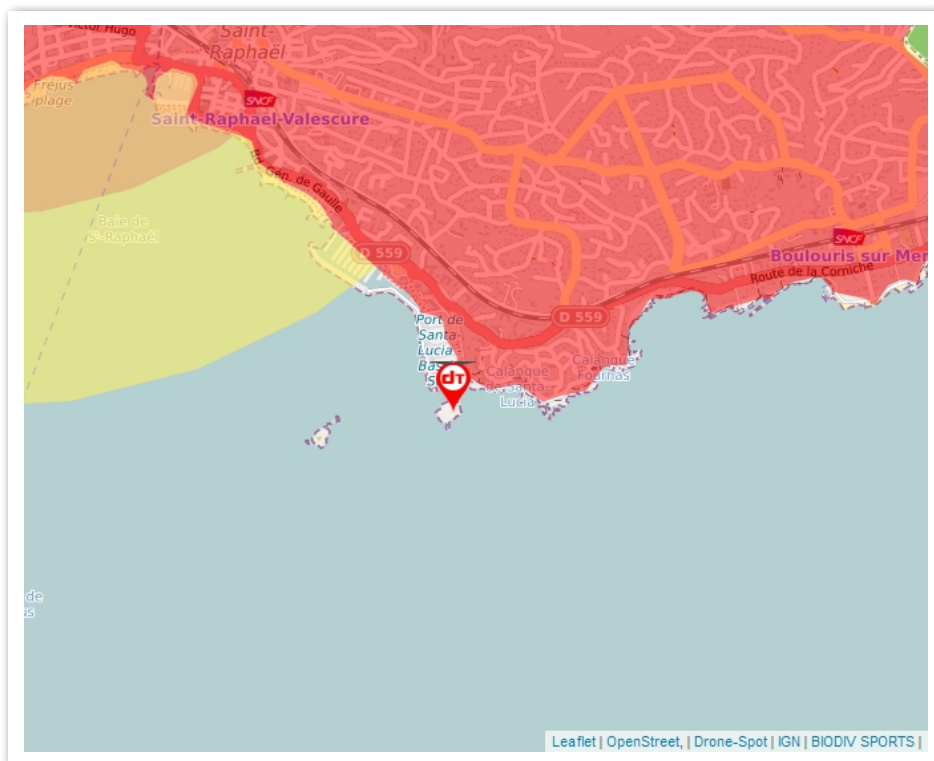 Victor Hugo
Saint-
Raphaël
Fréjus
-plage
SNCF
Saint-Raphaël-Valescure
Bd Gén. de Gaulle
Baie de
St-Raphaël
D 559
SNCF
Boulouris sur Mer
Route de la Corniche
D 559
Port de
Santa
Lucia -
dT
Calanque
de Santa
Lucia
Calanque
Fournas
de
Leaflet | OpenStreet, | Drone-Spot | IGN | BIODIV SPORTS |